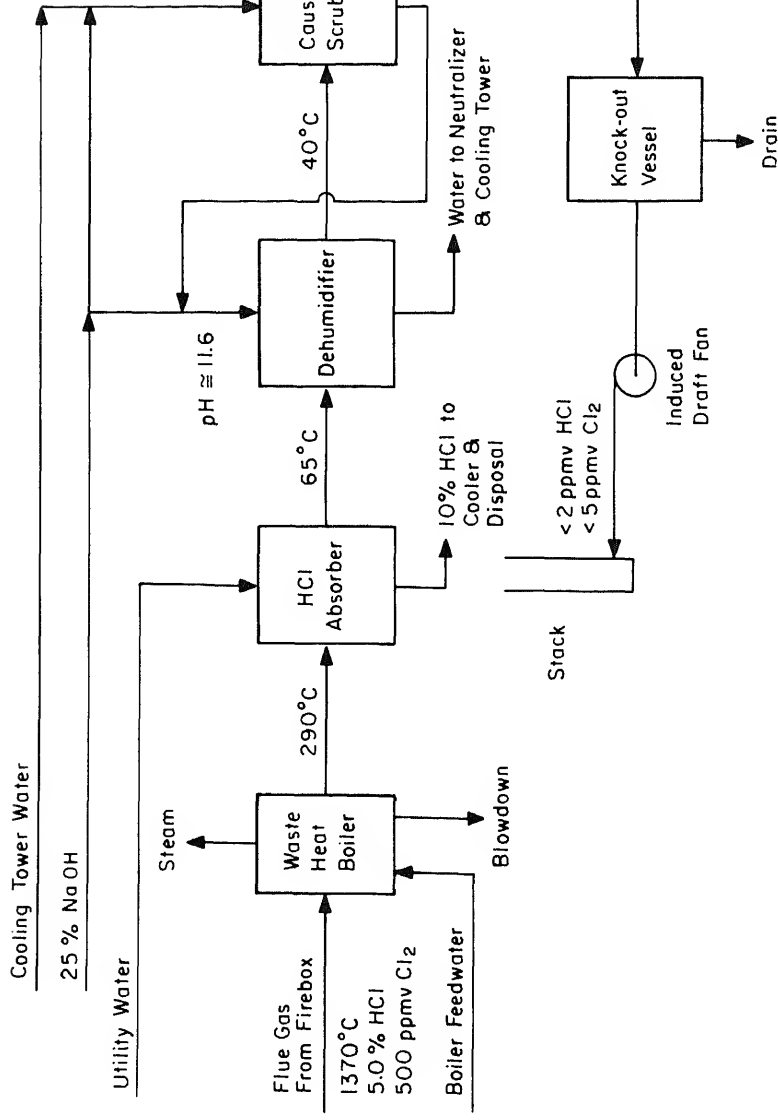 Cooling Tower Water
25 % NaOH
Utility Water
Flue Gas
From Firebox
1370°C
5.0 % HCl
500 ppmv Cl2
Boiler Feedwater
Steam
Waste
Heat
Boiler
Blowdown
290°C
HCl
Absorber
10% HCl to
Cooler &
Disposal
65°C
pH ≅ 11.6
Dehumidifier
Water to Neutralizer
& Cooling Tower
40°C
Caus
Scrub
Stack
<2 ppmv HCl
<5 ppmv Cl2
Induced
Draft Fan
Knock-out
Vessel
Drain